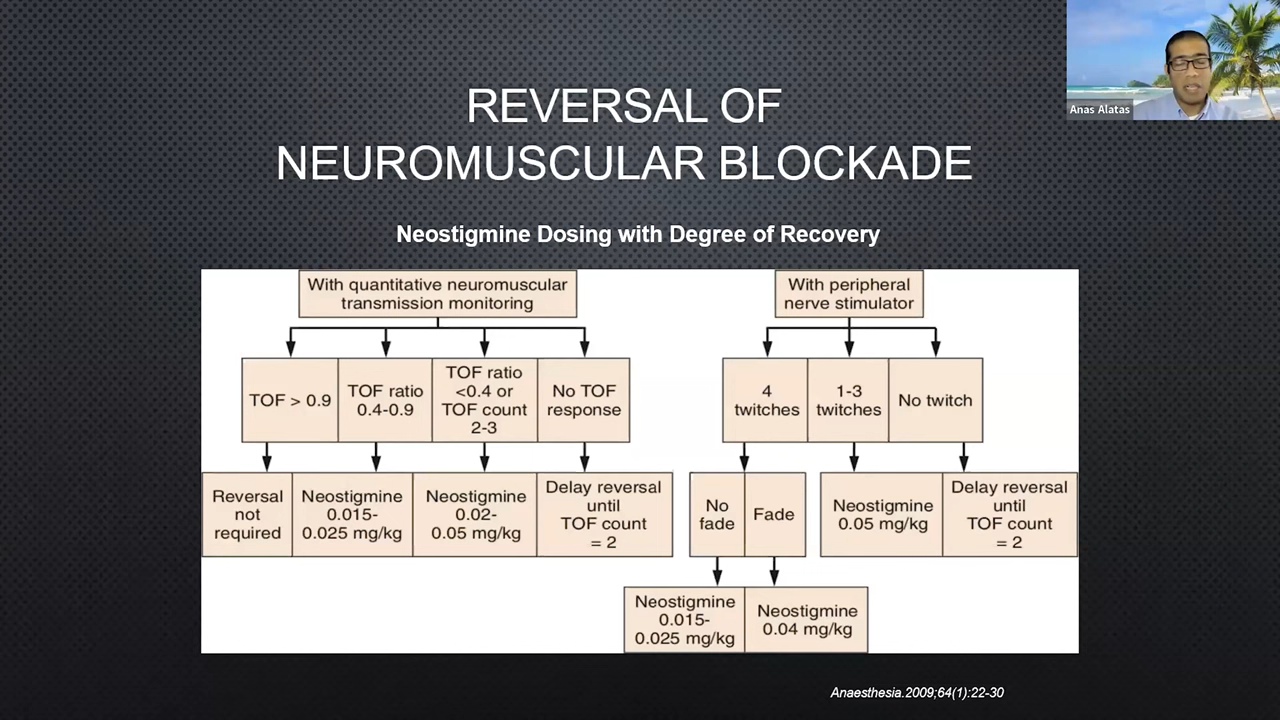 Anas Alatas
REVERSAL OF
NEUROMUSCULAR BLOCKADE
Neostigmine Dosing with Degree of Recovery
With quantitative neuromuscular
transmission monitoring
TOF > 0.9
TOF ratio
0.4-0.9
TOF ratio
<0.4 or
TOF count
2-3
No TOF
response
Reversal
not
required
Neostigmine
0.015-
0.025 mg/kg
Neostigmine
0.02-
0.05 mg/kg
Delay reversal
until
TOF count
= 2
With peripheral
nerve stimulator
4
twitches
1-3
twitches
No twitch
No
fade
Fade
Neostigmine
0.05 mg/kg
Delay reversal
until
TOF count
= 2
Neostigmine
0.015-
0.025 mg/kg
Neostigmine
0.04 mg/kg
Anaesthesia.2009;64(1):22-30